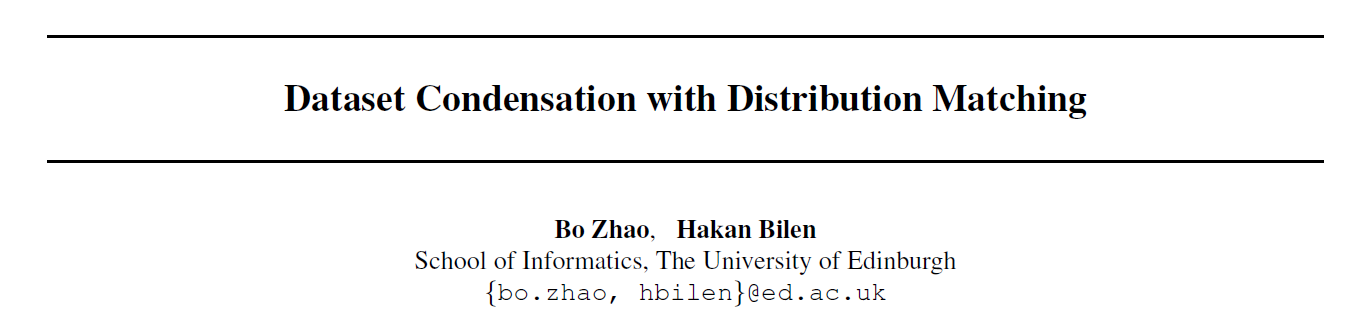 Dataset Condensation with Distribution Matching
Bo Zhao, Hakan Bilen
School of Informatics, The University of Edinburgh
{bo.zhao, hbilen}@ed.ac.uk